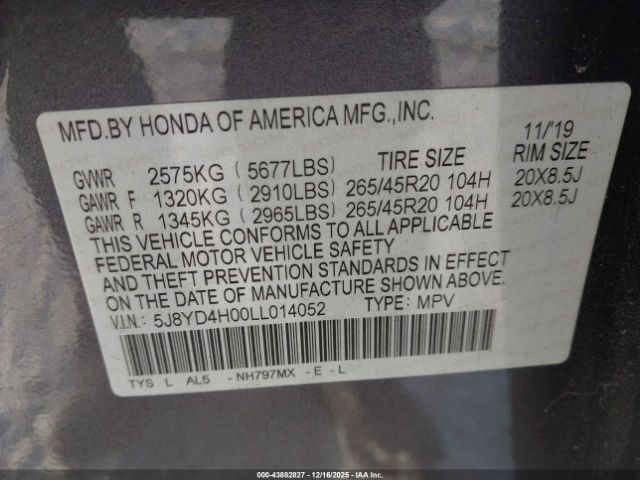 MFD.BY HONDA OF AMERICA MFG.,INC. 11/'19
GVWR 2575KG ( 5677LBS) TIRE SIZE RIM SIZE
GAWR F 1320KG ( 2910LBS) 265/45R20 104H 20X8.5J
GAWR R 1345KG ( 2965LBS) 265/45R20 104H 20X8.5J
THIS VEHICLE CONFORMS TO ALL APPLICABLE
FEDERAL MOTOR VEHICLE SAFETY
AND THEFT PREVENTION STANDARDS IN EFFECT
ON THE DATE OF MANUFACTURE SHOWN ABOVE.
V.I.N.: 5J8YD4H00LL014052 TYPE: MPV
TYS L AL5 -NH797MX -E-L
000-43882827 - 12/16/2025 - IAA Inc.